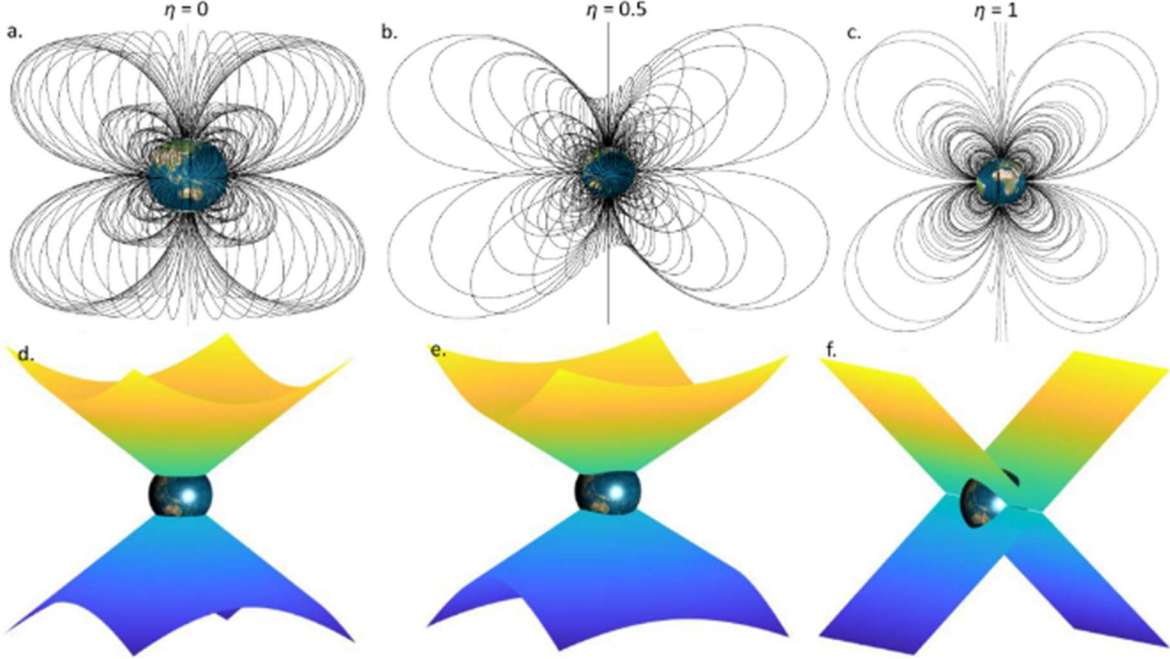 η = 0
η = 0.5
η = 1
a.
b.
c.
d.
e.
f.